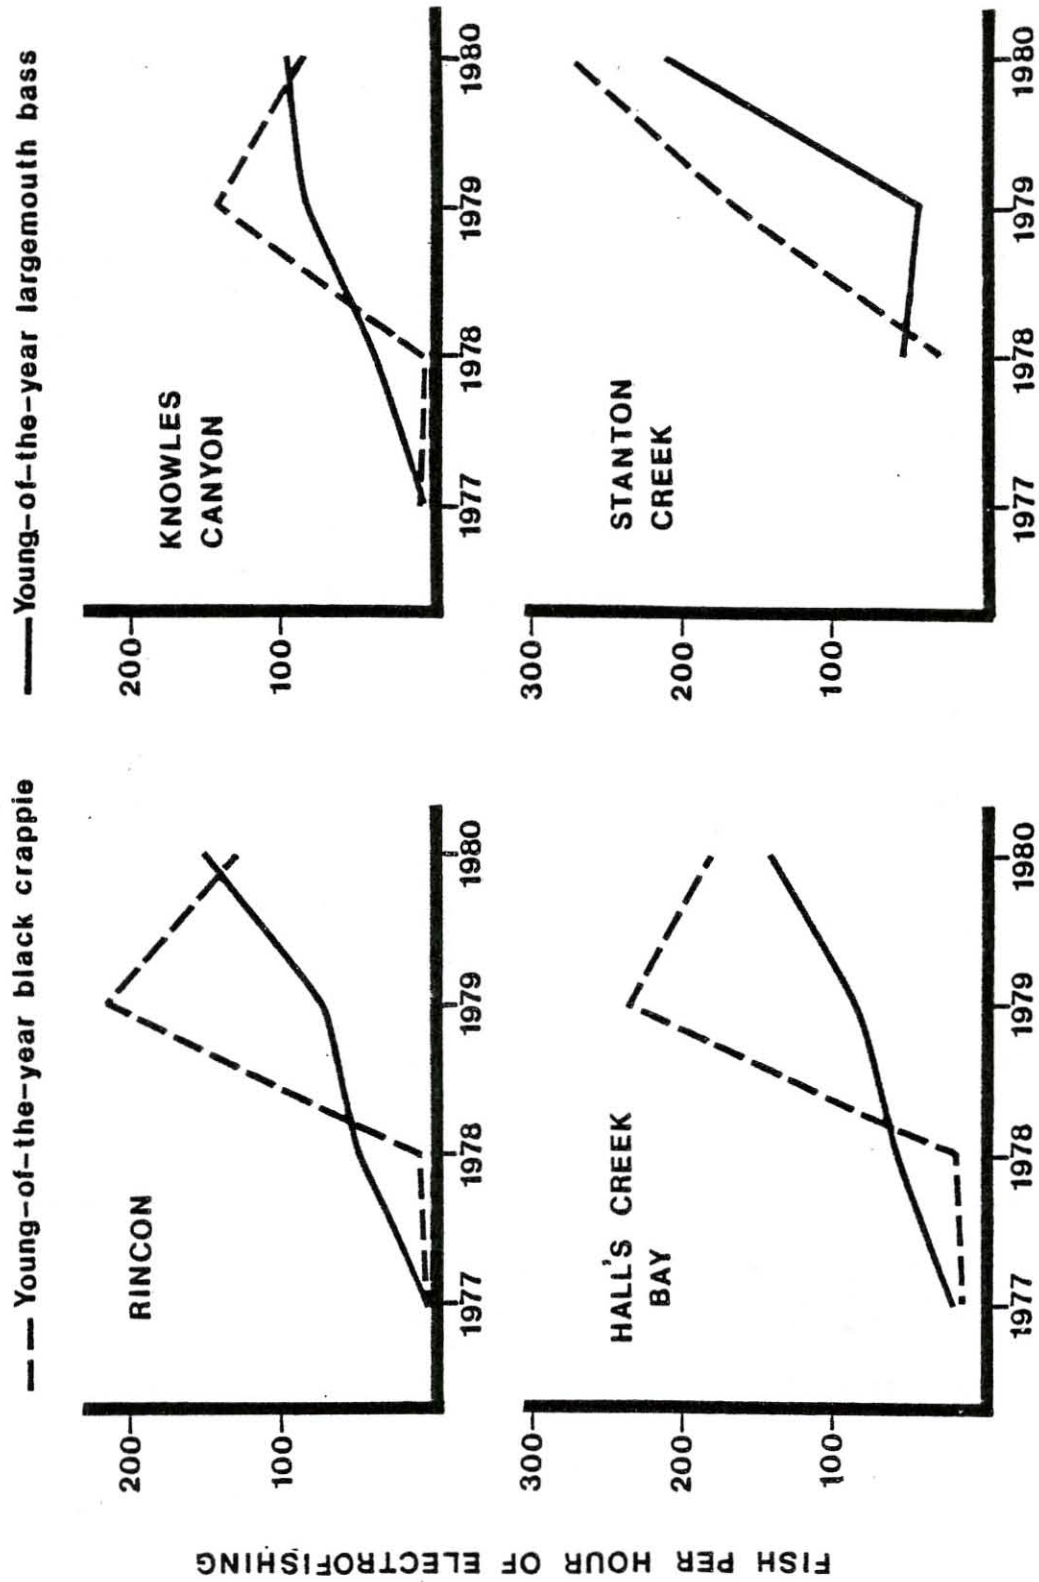 — — Young-of-the-year black crappie
—— Young-of-the-year largemouth bass
FISH PER HOUR OF ELECTROFISHING
RINCON
200-
100-
1977
1978
1979
1980
KNOWLES
CANYON
200-
100-
1977
1978
1979
1980
HALL'S CREEK
BAY
300-
200-
100-
1977
1978
1979
1980
STANTON
CREEK
300-
200-
100-
1977
1978
1979
1980